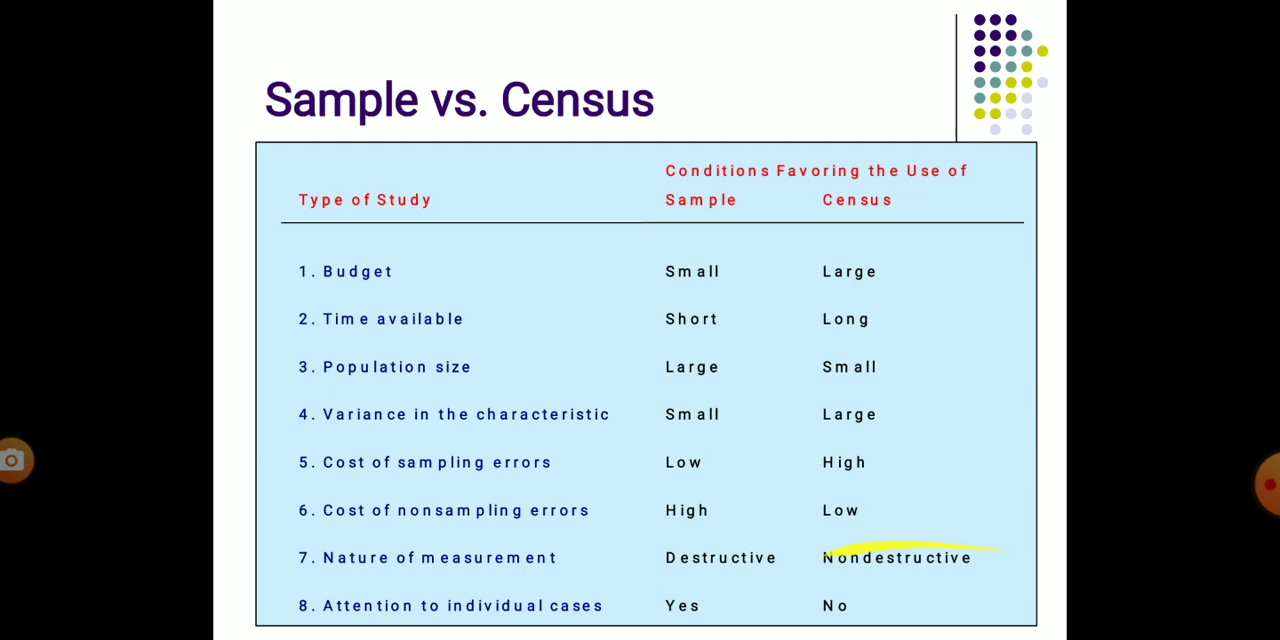 Sample vs. Census
Conditions Favoring the Use of
Type of Study Sample Census
1. Budget Small Large
2. Time available Short Long
3. Population size Large Small
4. Variance in the characteristic Small Large
5. Cost of sampling errors Low High
6. Cost of nonsampling errors High Low
7. Nature of measurement Destructive Nondestructive
8. Attention to individual cases Yes No